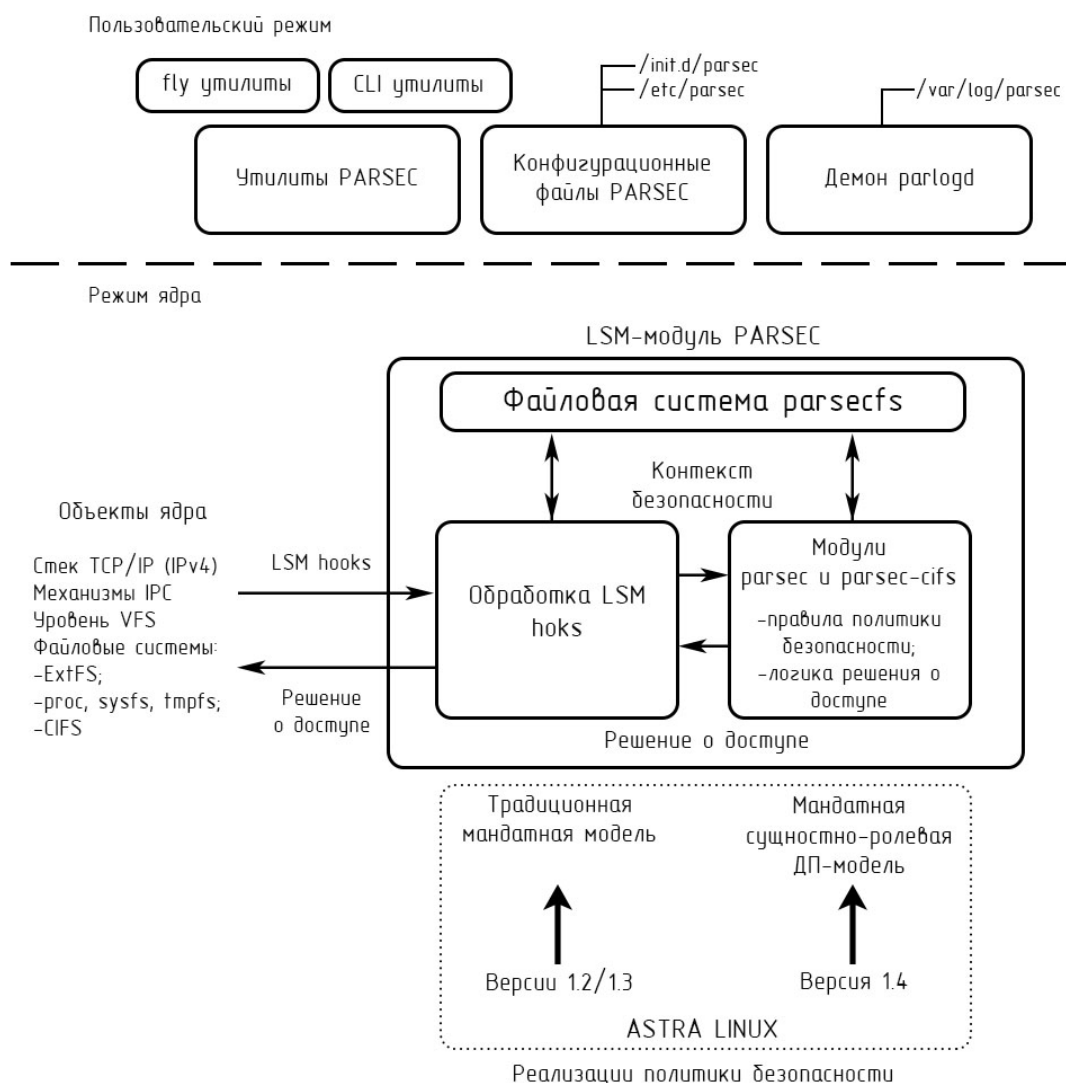 Пользовательский режим
fly утилиты
CLI утилиты
/init.d/parsec
/etc/parsec
/var/log/parsec
Утилиты PARSEC
Конфигурационные
файлы PARSEC
Демон parlogd
Режим ядра
LSM-модуль PARSEC
Файловая система parsecfs
Контекст
безопасности
Объекты ядра
Стек TCP/IP (IPv4)
Механизмы IPC
Уровень VFS
Файловые системы:
-ExtFS;
-proc, sysfs, tmpfs;
-CIFS
LSM hooks
Решение
о доступе
Обработка LSM
hoks
Модули
parsec и parsec-cifs
-правила политики
безопасности;
-логика решения о
доступе
Решение о доступе
Традиционная
мандатная модель
Мандатная
сущностно-ролевая
ДП-модель
Версии 1.2/1.3
Версия 1.4
ASTRA LINUX
Реализации политики безопасности